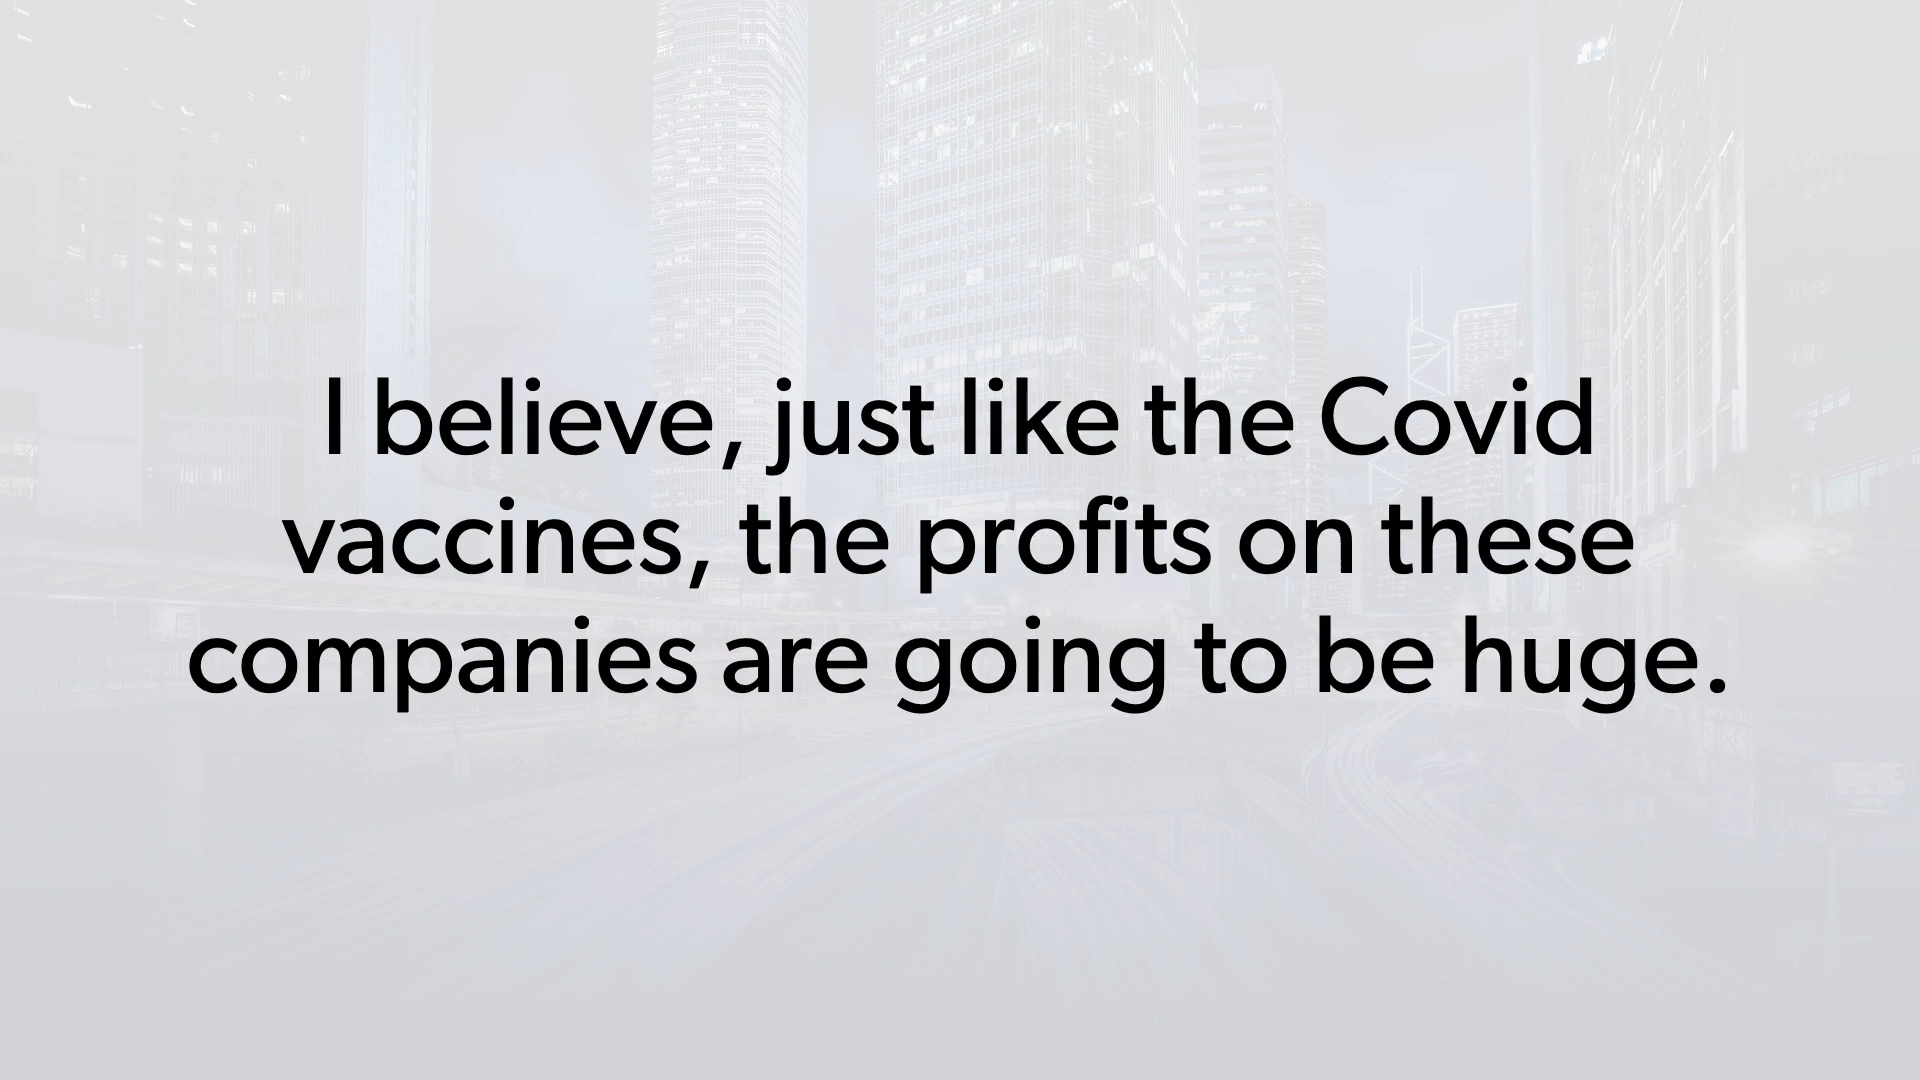 I believe, just like the Covid
vaccines, the profits on these
companies are going to be huge.